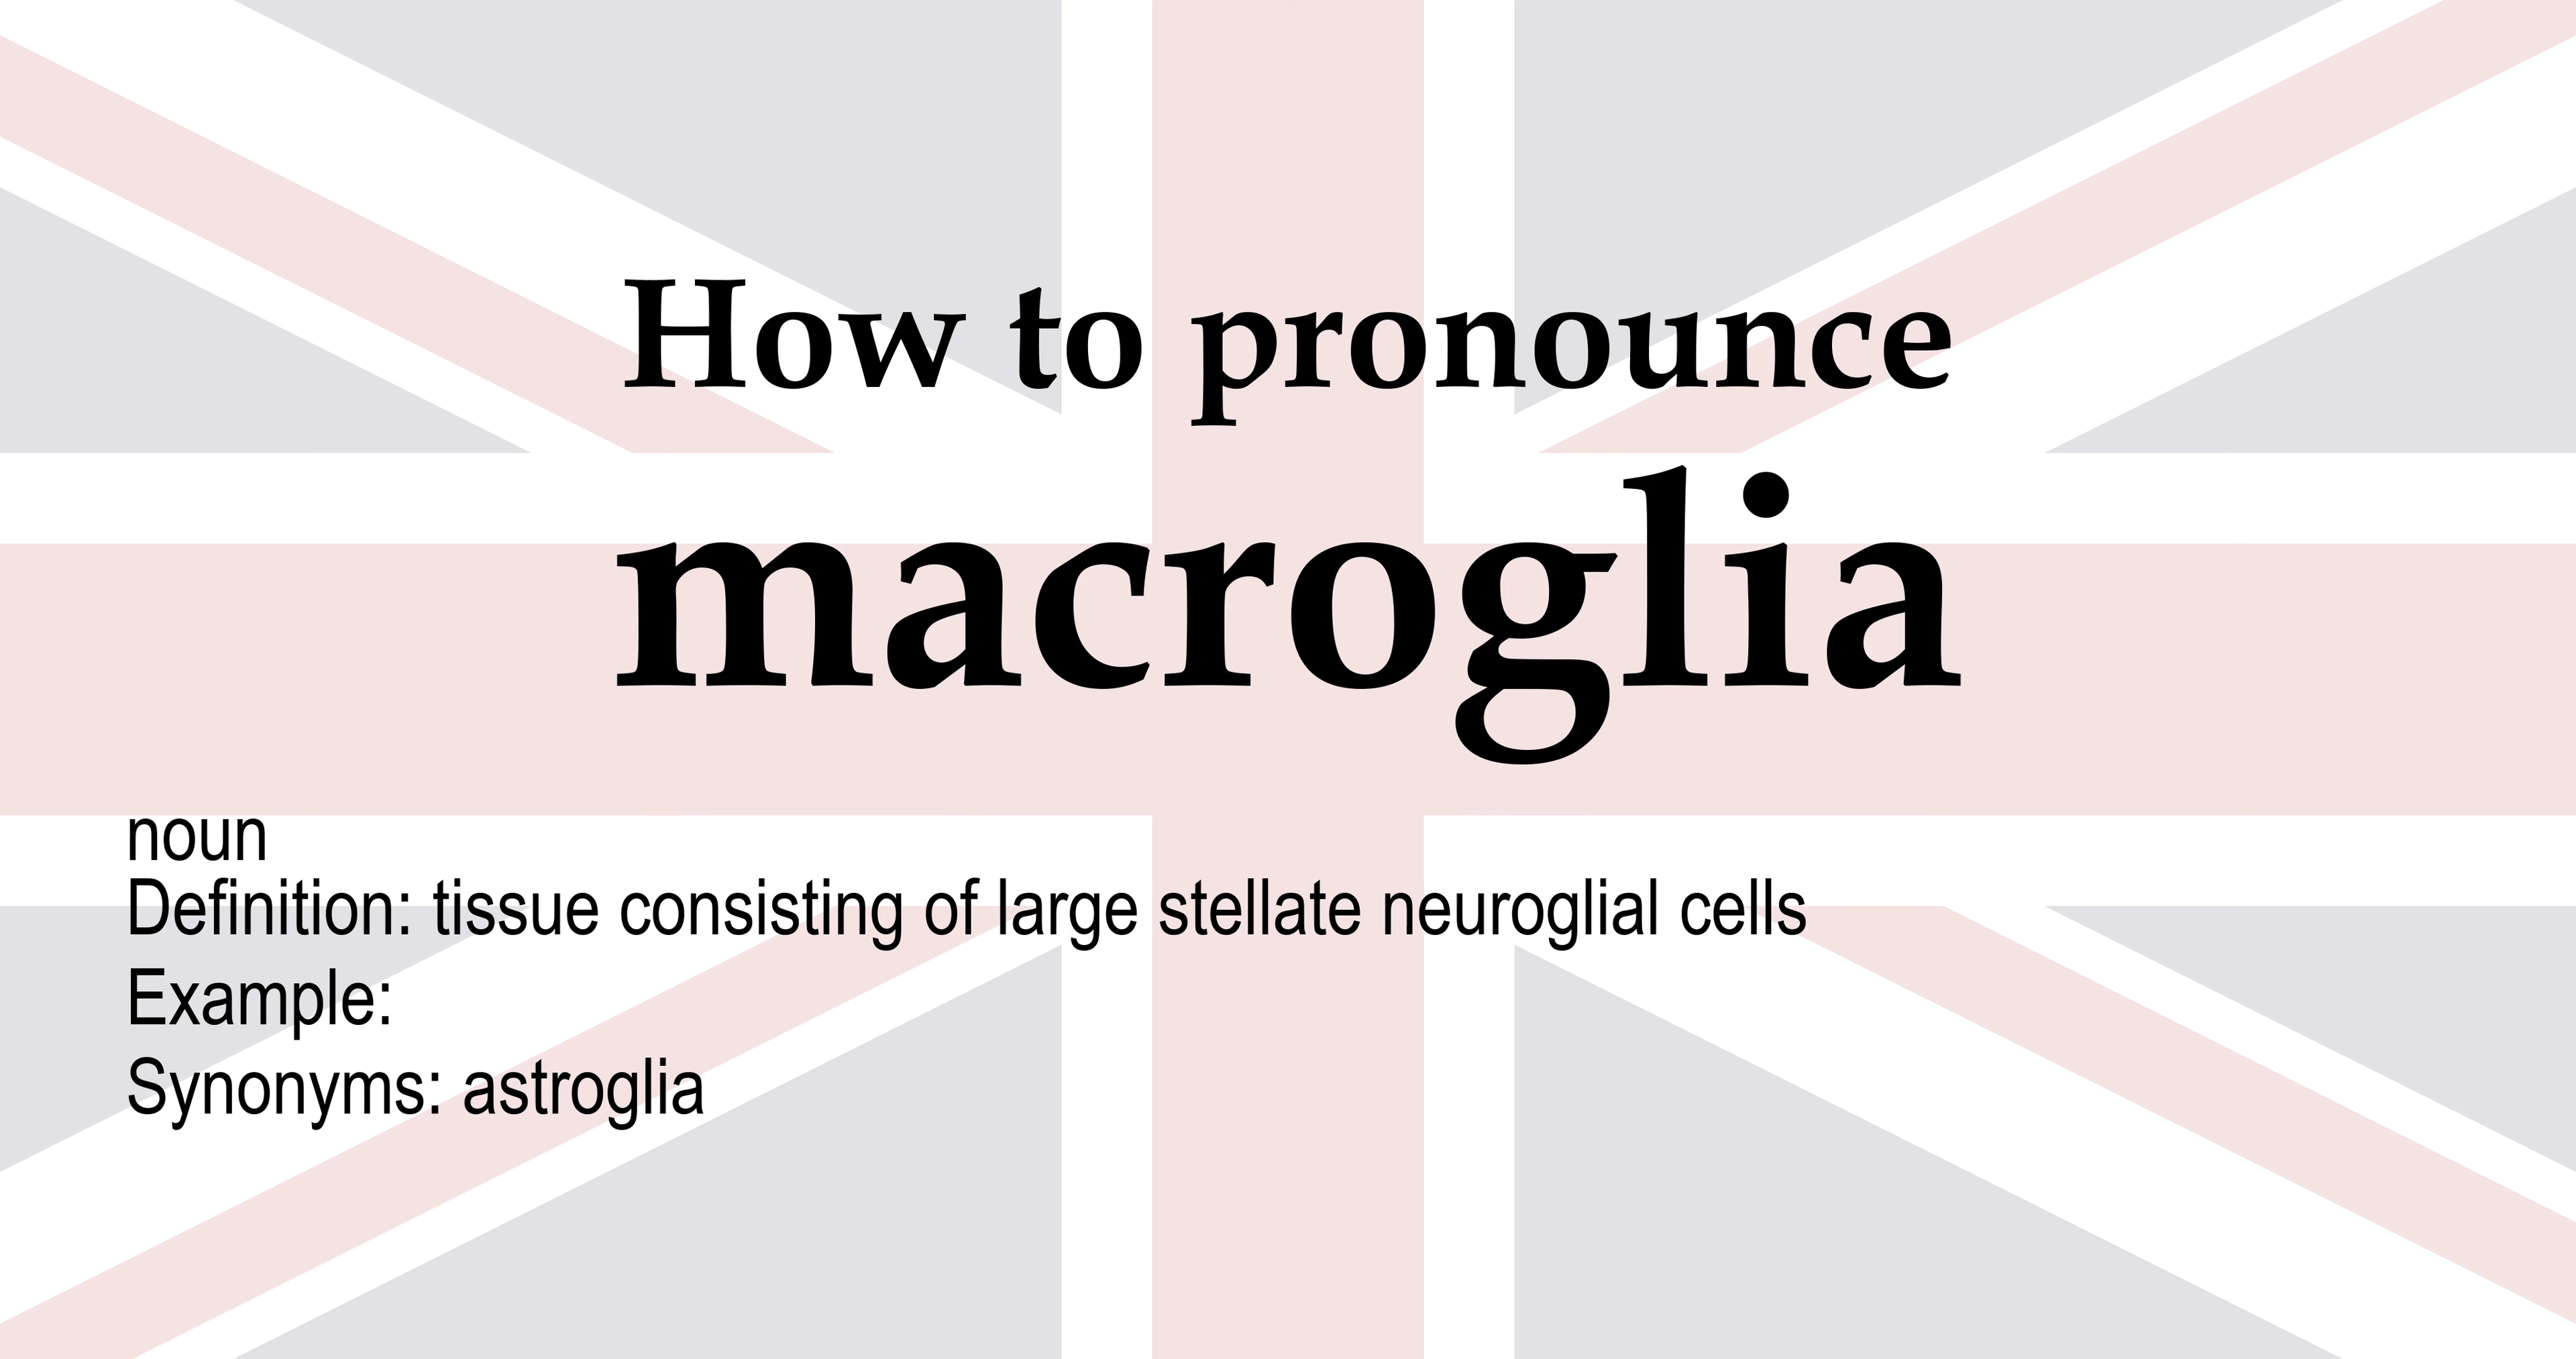 How to pronounce
macroglia
noun
Definition: tissue consisting of large stellate neuroglial cells
Example:
Synonyms: astroglia